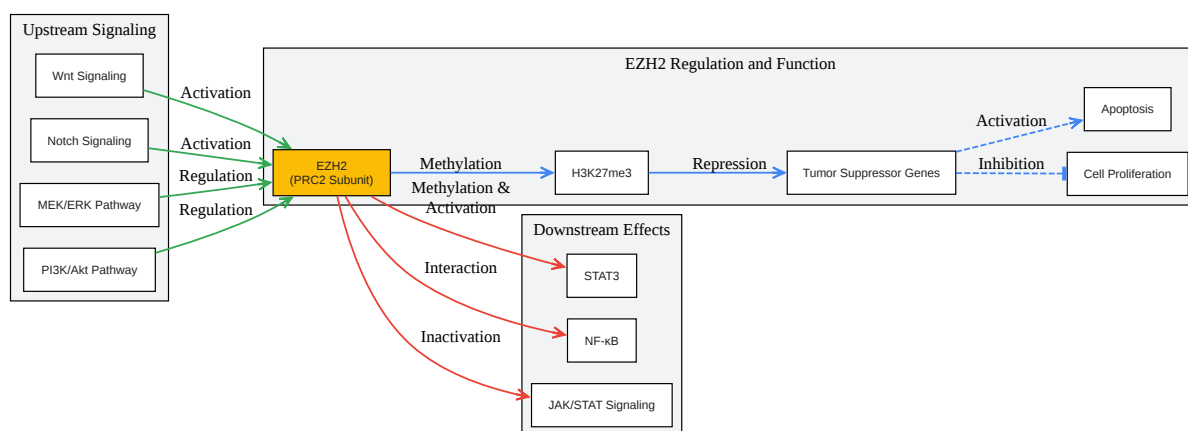 Upstream Signaling
Wnt Signaling
Notch Signaling
MEK/ERK Pathway
PI3K/Akt Pathway
Activation
Activation
Regulation
Regulation
EZH2 Regulation and Function
EZH2
(PRC2 Subunit)
Methylation
H3K27me3
Repression
Tumor Suppressor Genes
Activation
Apoptosis
Inhibition
Cell Proliferation
Methylation &
Activation
Interaction
Inactivation
Downstream Effects
STAT3
NF-κB
JAK/STAT Signaling